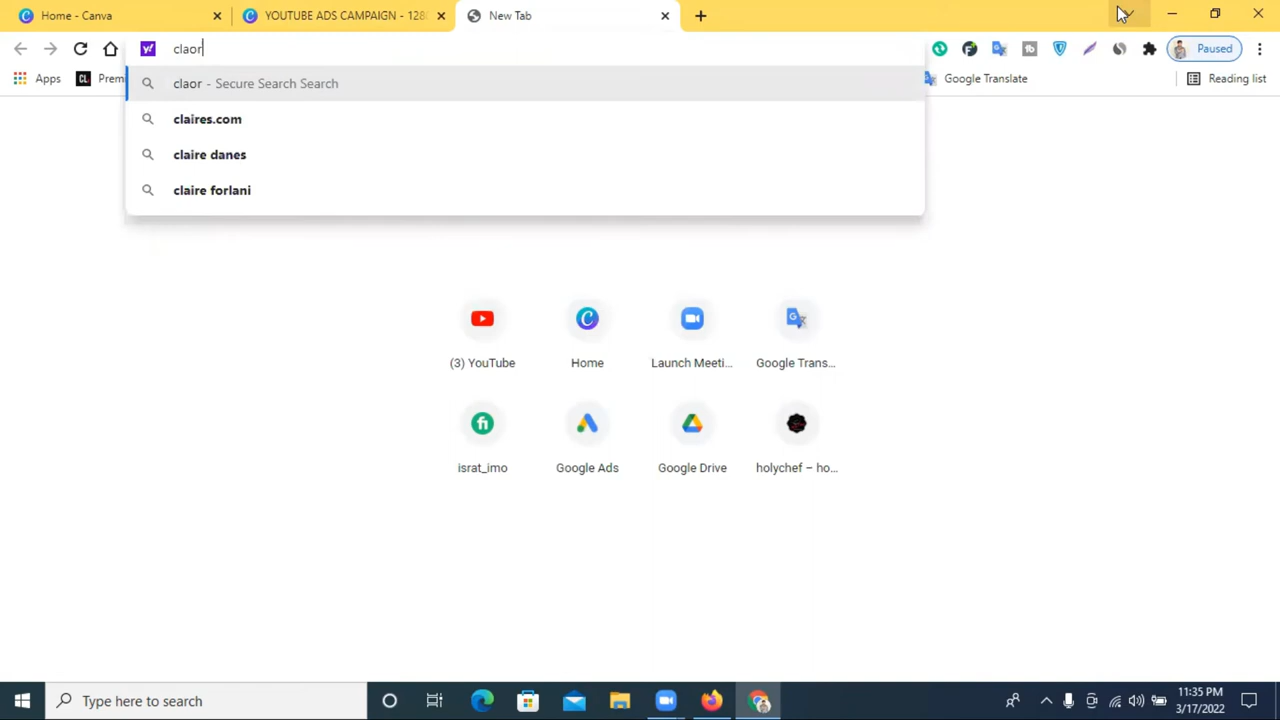 Home - Canva
YOUTUBE ADS CAMPAIGN - 128
New Tab
claor
Paused
Apps
Prem
Google Translate
Reading list
claor - Secure Search Search
claires.com
claire danes
claire forlani
(3) YouTube
Home
Launch Meeti...
Google Trans...
israt_imo
Google Ads
Google Drive
holychef – ho...
Type here to search
11:35 PM
3/17/2022